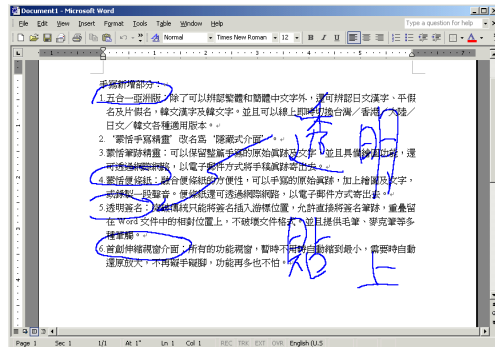 Document1 - Microsoft Word
File Edit View Insert Format Tools Table Window Help Type a question for help
Normal Times New Roman 12 B I U
手寫新增部分：
1.五合一亞洲版：除了可以辨認繁體和簡體中文字外，還可辨認日文漢字、平假
名及片假名，韓文漢字及韓文字。並且可以線上即時切換台灣／香港／大陸／
日文／韓文各種適用版本。
2.‘蒙恬手寫精靈’改名爲‘隱藏式介面’。
3.蒙恬筆跡精靈：可以保留整篇手寫的原始真跡及文字，並且具備繪圖功能，還
可透過網際網路，以電子郵件方式將手稿真跡寄出去。
4.蒙恬便條紙：融合便條紙的方便性，可以手寫的原始真跡，加上繪圖及文字，
或錄製一段聲音。便條紙還可透過網際網路，以電子郵件方式寄出去。
5.透明簽名：
只能將簽名插入游標位置，允許直接將簽名筆跡，重疊留
在 Word 文件中的相對位置上，不破壞文件格式。並且提供毛筆、麥克筆等多
種筆觸。
6.首創伸縮視窗介面：所有的功能視窗，暫時不用時自動縮到最小，需要時自動
還原放大，不再礙手礙腳，功能再多也不怕。
透明
貼上
Page 1 Sec 1 1/1 At 1" Ln 1 Col 1 REC TRK EXT OVR English (U.S